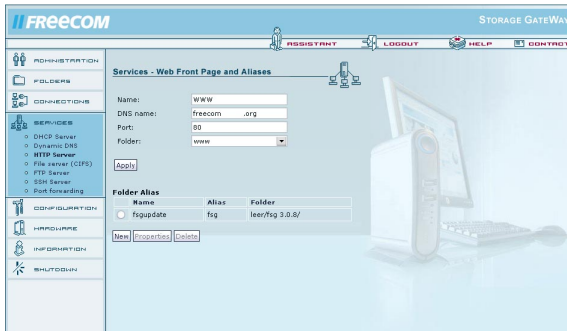 FREECOM
STORAGE GATEWAY
ASSISTANT LOGOUT HELP CONTACT
ADMINISTRATION
FOLDERS
CONNECTIONS
SERVICES
DHCP Server
Dynamic DNS
HTTP Server
File server (CIFS)
FTP Server
SSH Server
Port forwarding
CONFIGURATION
HARDWARE
INFORMATION
SHUTDOWN
Services - Web Front Page and Aliases
Name: WWW
DNS name: freecom .org
Port: 80
Folder: www
Apply
Folder Alias
Name Alias Folder
fsgupdate fsg leer/fsg 3.0.8/
New Properties Delete